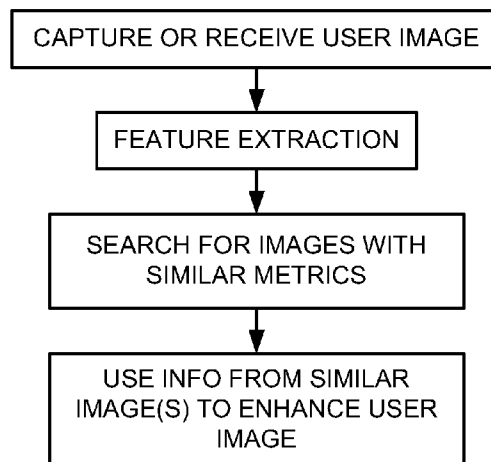 CAPTURE OR RECEIVE USER IMAGE
FEATURE EXTRACTION
SEARCH FOR IMAGES WITH
SIMILAR METRICS
USE INFO FROM SIMILAR
IMAGE(S) TO ENHANCE USER
IMAGE